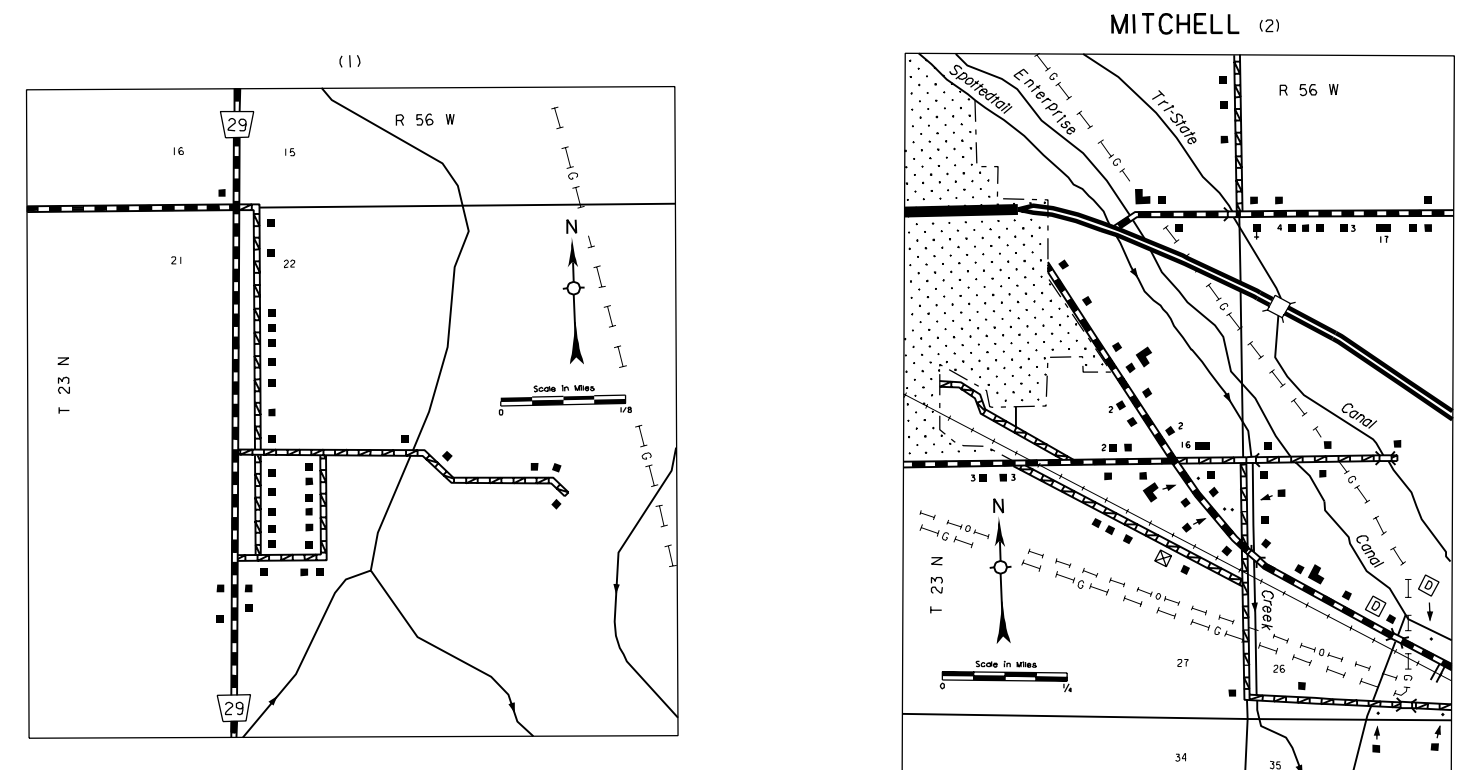 (1)
29
R 56 W
16
15
G
N
21
22
T 23 N
Scale in Miles
0
1/8
G
29
MITCHELL (2)
Spottedtail
Enterprise
G
Tri-State
R 56 W
G
4
3
17
G
2
2
Canal
2
16
3
3
G
N
O
G
Canal
T 23 N
O
G
D
D
Creek
G
O
Scale in Miles
0
1/4
27
26
G
34
35